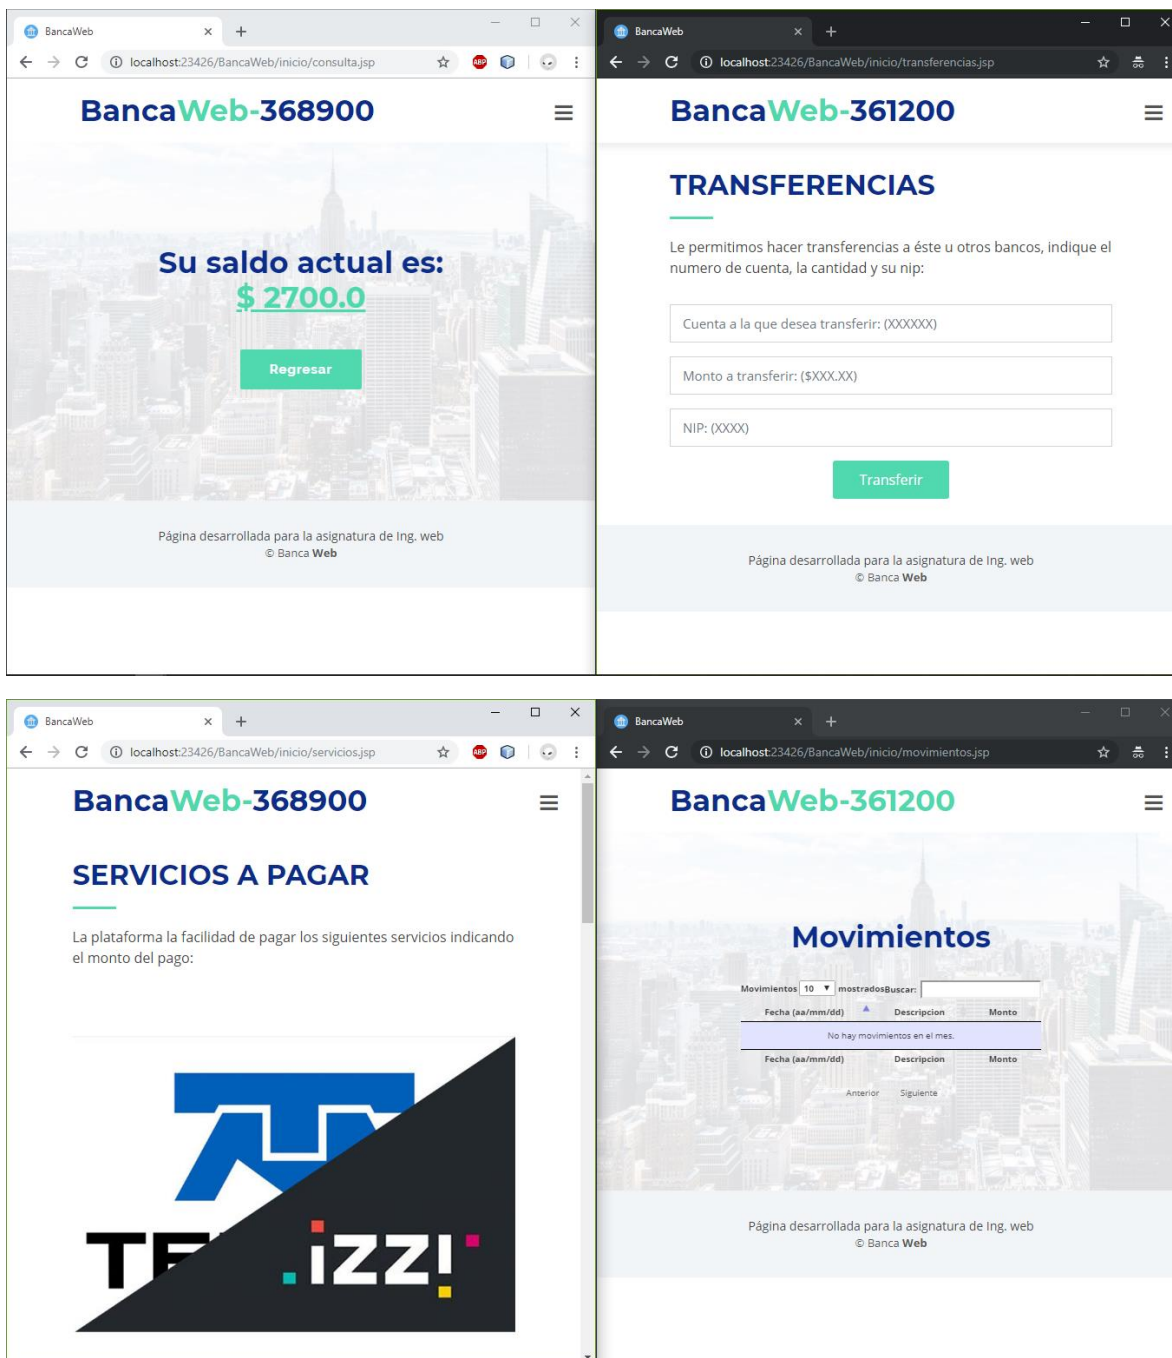 BancaWeb
localhost:23426/BancaWeb/inicio/consulta.jsp
ABP
BancaWeb-368900
Su saldo actual es:
$ 2700.0
Regresar
Página desarrollada para la asignatura de Ing. web
© Banca Web
BancaWeb
localhost:23426/BancaWeb/inicio/transferencias.jsp
BancaWeb-361200
TRANSFERENCIAS
Le permitimos hacer transferencias a éste u otros bancos, indique el
numero de cuenta, la cantidad y su nip:
Cuenta a la que desea transferir: (XXXXXX)
Monto a transferir: ($XXX.XX)
NIP: (XXXX)
Transferir
Página desarrollada para la asignatura de Ing. web
© Banca Web
BancaWeb
localhost:23426/BancaWeb/inicio/servicios.jsp
ABP
BancaWeb-368900
SERVICIOS A PAGAR
La plataforma la facilidad de pagar los siguientes servicios indicando
el monto del pago:
TE
izzi
BancaWeb
localhost:23426/BancaWeb/inicio/movimientos.jsp
BancaWeb-361200
Movimientos
Movimientos 10 mostradosBuscar:
Fecha (aa/mm/dd) Descripcion Monto
No hay movimientos en el mes.
Fecha (aa/mm/dd) Descripcion Monto
Anterior Siguiente
Página desarrollada para la asignatura de Ing. web
© Banca Web